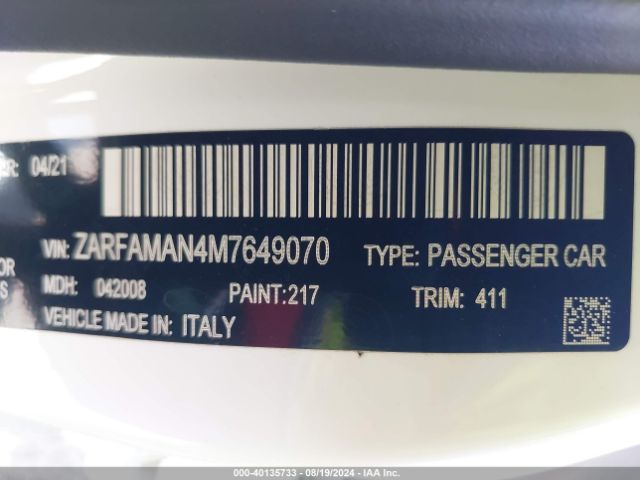 R: 04/21
VIN: ZARFAMAN4M7649070 TYPE: PASSENGER CAR
OR
S MDH: 042008 PAINT:217 TRIM: 411
VEHICLE MADE IN: ITALY
000-40135733 - 08/19/2024 - IAA Inc.